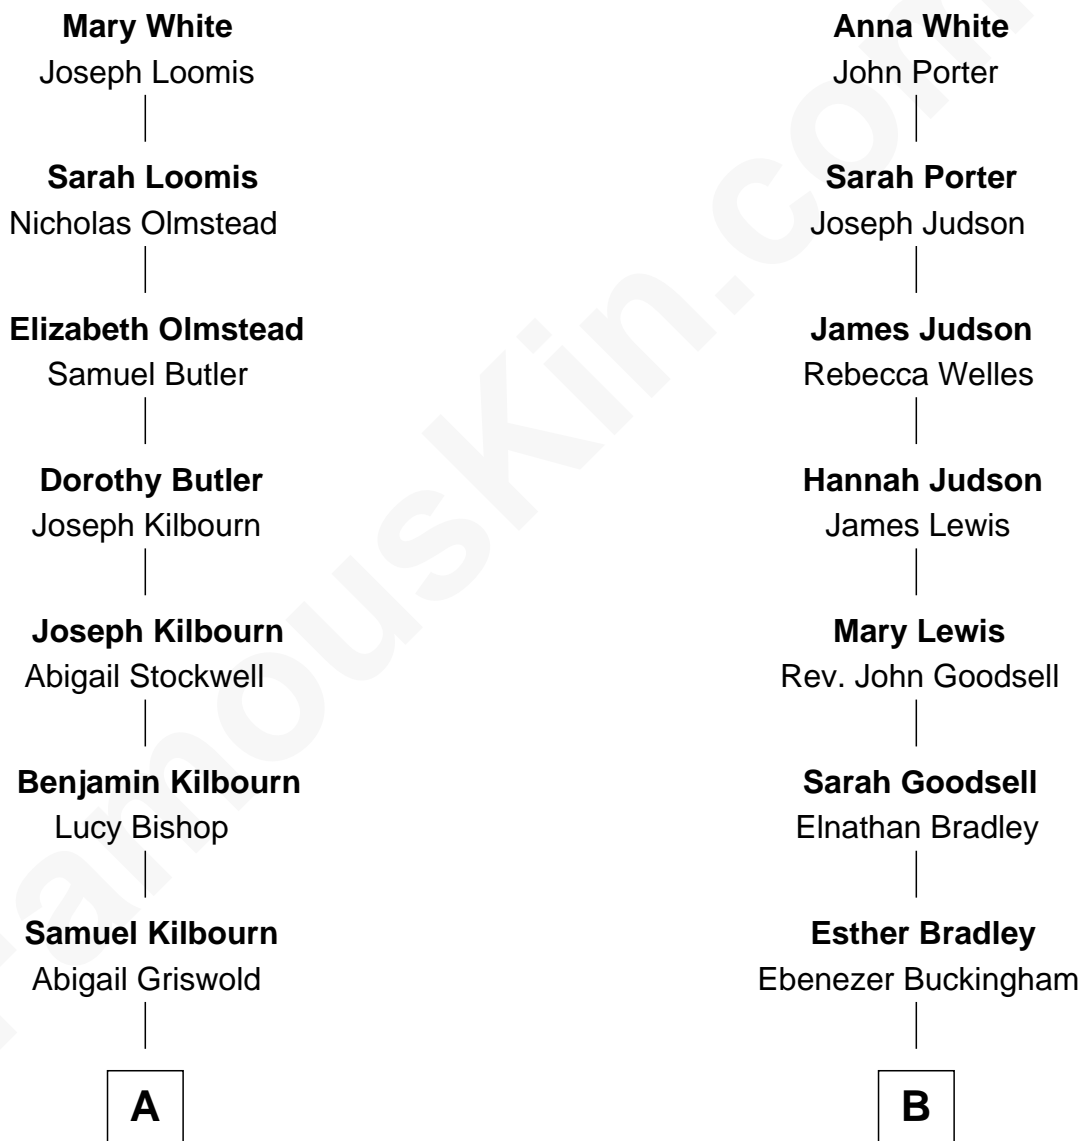 Mary White
Joseph Loomis
Sarah Loomis
Nicholas Olmstead
Elizabeth Olmstead
Samuel Butler
Dorothy Butler
Joseph Kilbourn
Joseph Kilbourn
Abigail Stockwell
Benjamin Kilbourn
Lucy Bishop
Samuel Kilbourn
Abigail Griswold
A
Anna White
John Porter
Sarah Porter
Joseph Judson
James Judson
Rebecca Welles
Hannah Judson
James Lewis
Mary Lewis
Rev. John Goodsell
Sarah Goodsell
Elnathan Bradley
Esther Bradley
Ebenezer Buckingham
B
FamousKin.com